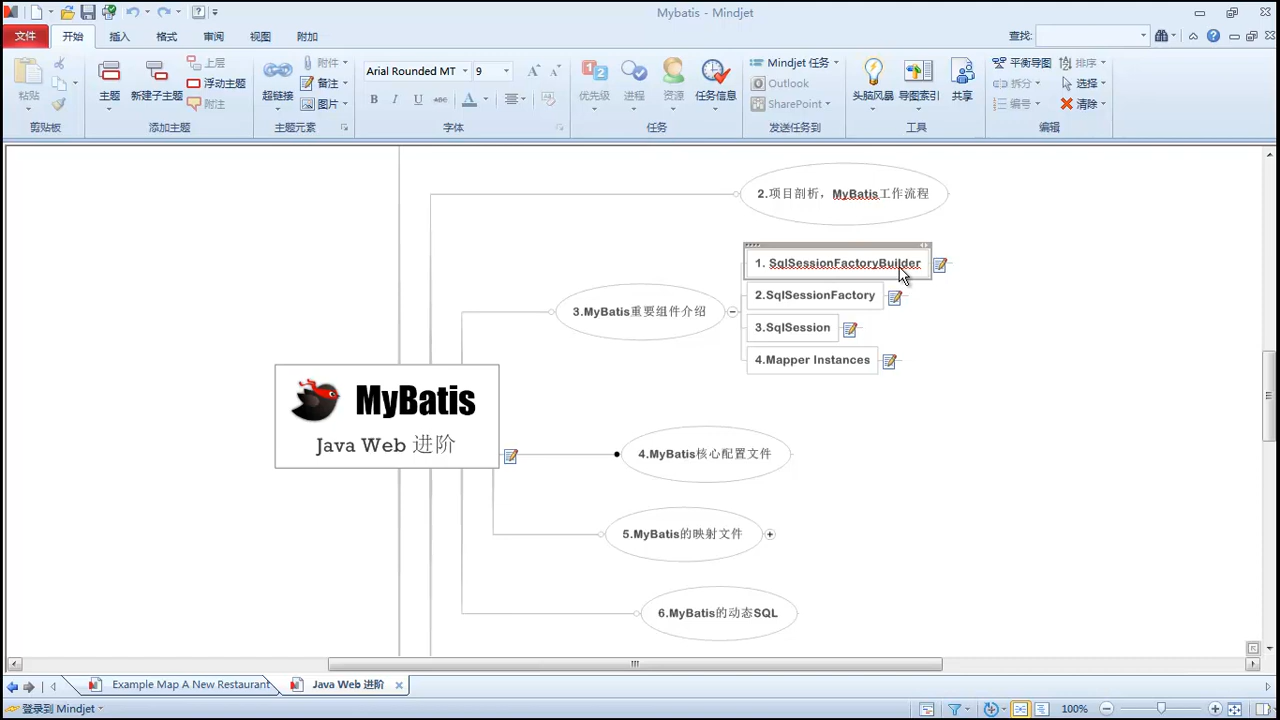 Mybatis - Mindjet
文件 开始 插入 格式 审阅 视图 附加 查找:
粘贴
剪贴板
主题 新建子主题
上层
浮动主题
附注
添加主题
超链接
附件
备注
图片
主题元素
Arial Rounded MT 9
B I U abc A
字体
优先级 进程 资源 任务信息
任务
Mindjet 任务
Outlook
SharePoint
发送任务到
头脑风暴 导图索引 共享
工具
平衡导图 排序
拆分 选择
编号 清除
编辑
2.项目剖析，MyBatis工作流程
1. SqlSessionFactoryBuilder
2.SqlSessionFactory
3.MyBatis重要组件介绍
3.SqlSession
4.Mapper Instances
MyBatis
Java Web 进阶
4.MyBatis核心配置文件
5.MyBatis的映射文件
6.MyBatis的动态SQL
Example Map A New Restaurant Java Web 进阶
登录到 Mindjet 100%